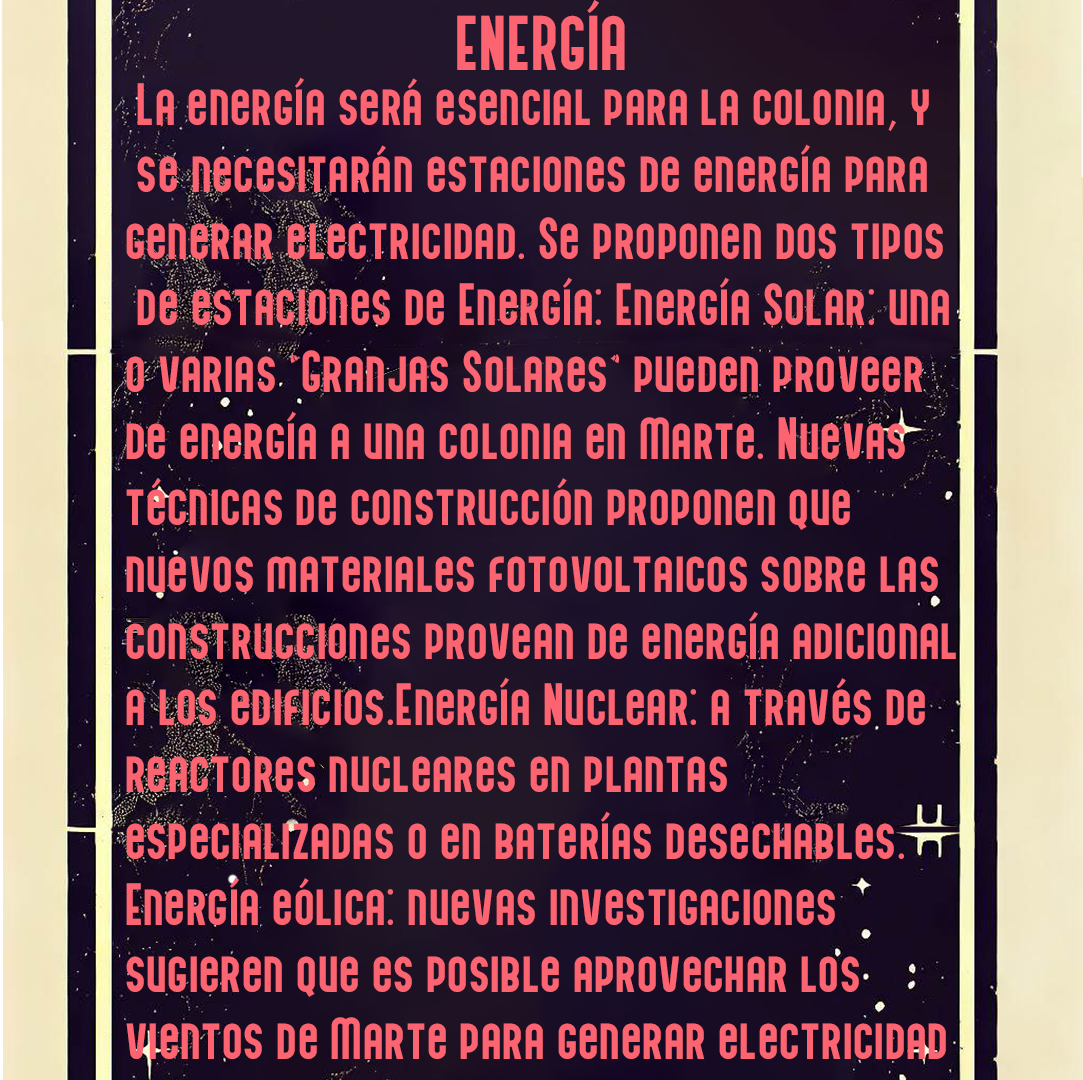 ENERGÍA
La energía será esencial para la colonia, y
se necesitarán estaciones de energía para
generar electricidad. Se proponen dos tipos
de estaciones de Energía: Energía Solar: una
o varias "Granjas Solares" pueden proveer
de energía a una colonia en Marte. Nuevas
técnicas de construcción proponen que
nuevos materiales fotovoltaicos sobre las
construcciones provean de energía adicional
a los edificios.Energía Nuclear: a través de
reactores nucleares en plantas
especializadas o en baterías desechables.
Energía eólica: nuevas investigaciones
sugieren que es posible aprovechar los
vientos de Marte para generar electricidad